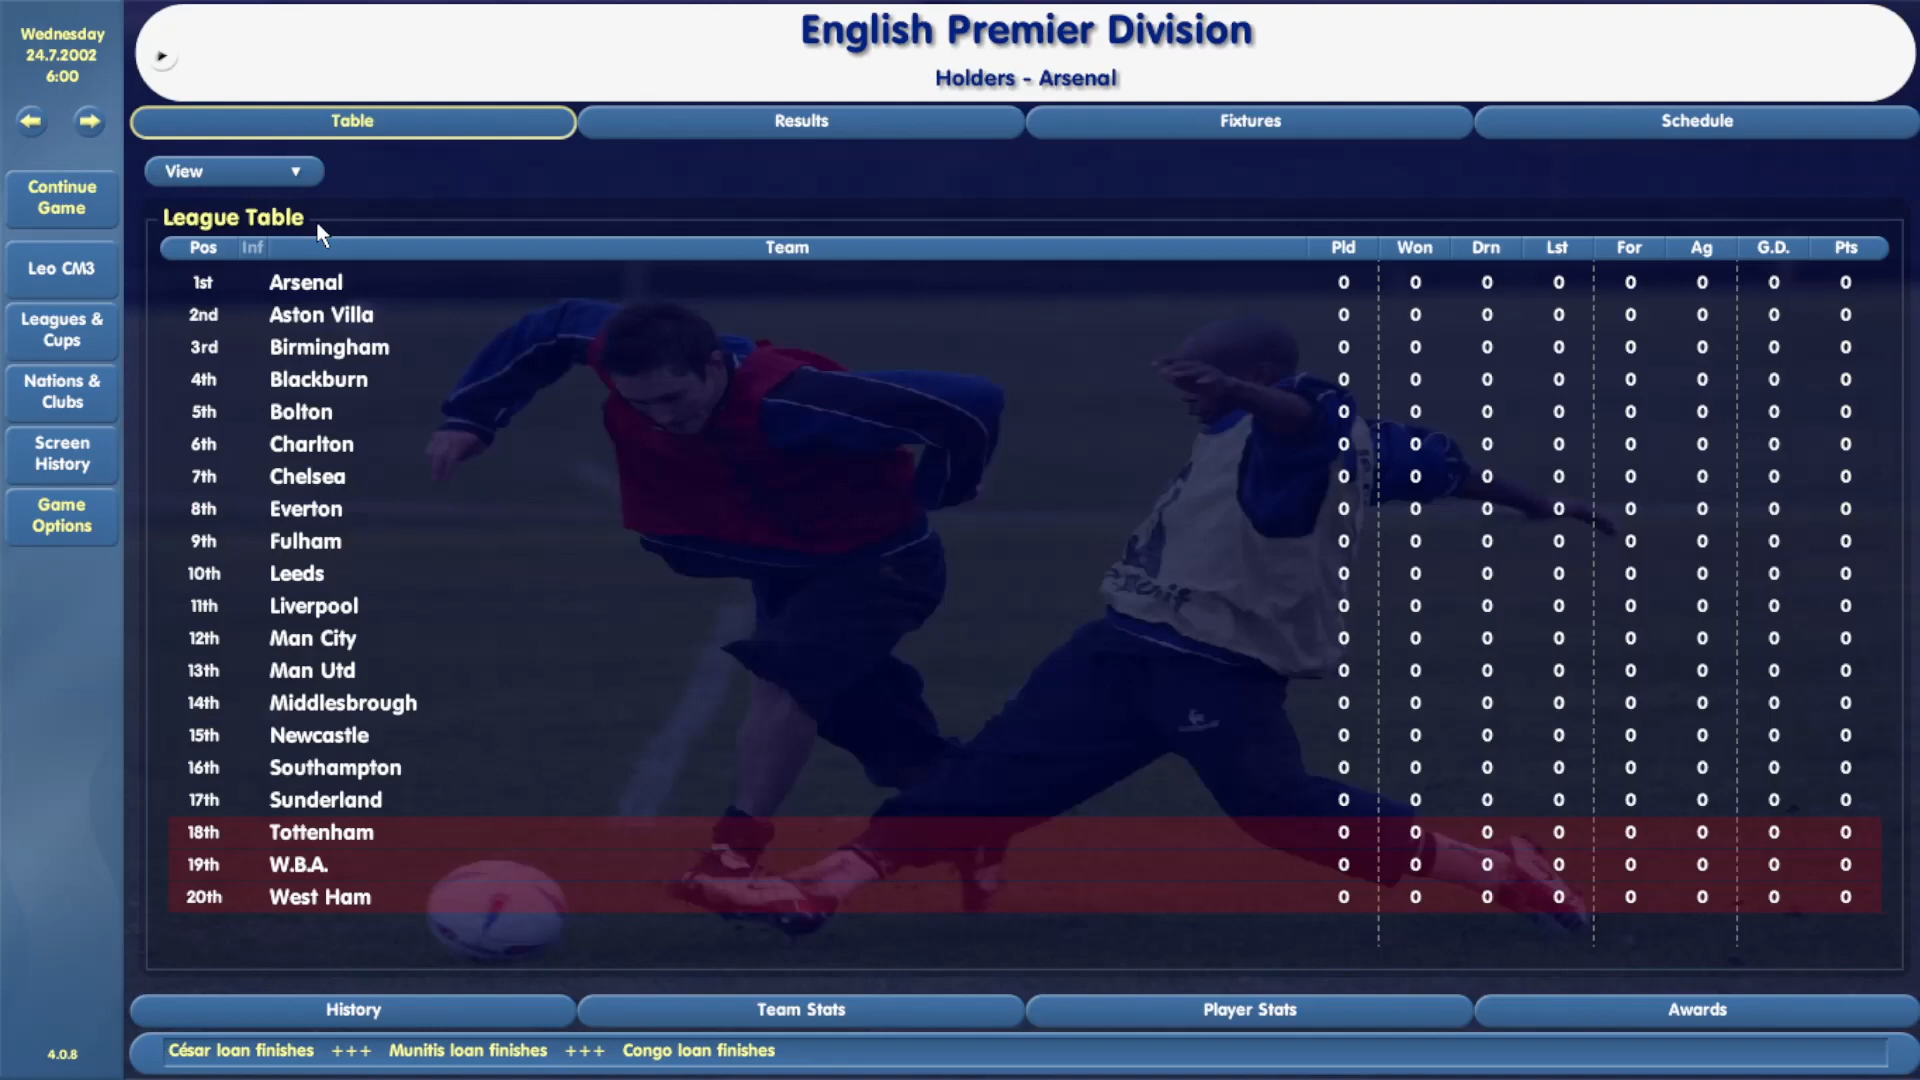 Wednesday
24.7.2002
6:00
English Premier Division
Holders - Arsenal
Table Results Fixtures Schedule
Continue
Game
Leo CM3
Leagues &
Cups
Nations &
Clubs
Screen
History
Game
Options
4.0.8
View
League Table
Pos Inf Team Pld Won Drn Lst For Ag G.D. Pts
1st Arsenal 0 0 0 0 0 0 0 0
2nd Aston Villa 0 0 0 0 0 0 0 0
3rd Birmingham 0 0 0 0 0 0 0 0
4th Blackburn 0 0 0 0 0 0 0 0
5th Bolton 0 0 0 0 0 0 0 0
6th Charlton 0 0 0 0 0 0 0 0
7th Chelsea 0 0 0 0 0 0 0 0
8th Everton 0 0 0 0 0 0 0 0
9th Fulham 0 0 0 0 0 0 0 0
10th Leeds 0 0 0 0 0 0 0 0
11th Liverpool 0 0 0 0 0 0 0 0
12th Man City 0 0 0 0 0 0 0 0
13th Man Utd 0 0 0 0 0 0 0 0
14th Middlesbrough 0 0 0 0 0 0 0 0
15th Newcastle 0 0 0 0 0 0 0 0
16th Southampton 0 0 0 0 0 0 0 0
17th Sunderland 0 0 0 0 0 0 0 0
18th Tottenham 0 0 0 0 0 0 0 0
19th W.B.A. 0 0 0 0 0 0 0 0
20th West Ham 0 0 0 0 0 0 0 0
History Team Stats Player Stats Awards
César loan finishes +++ Munitis loan finishes +++ Congo loan finishes